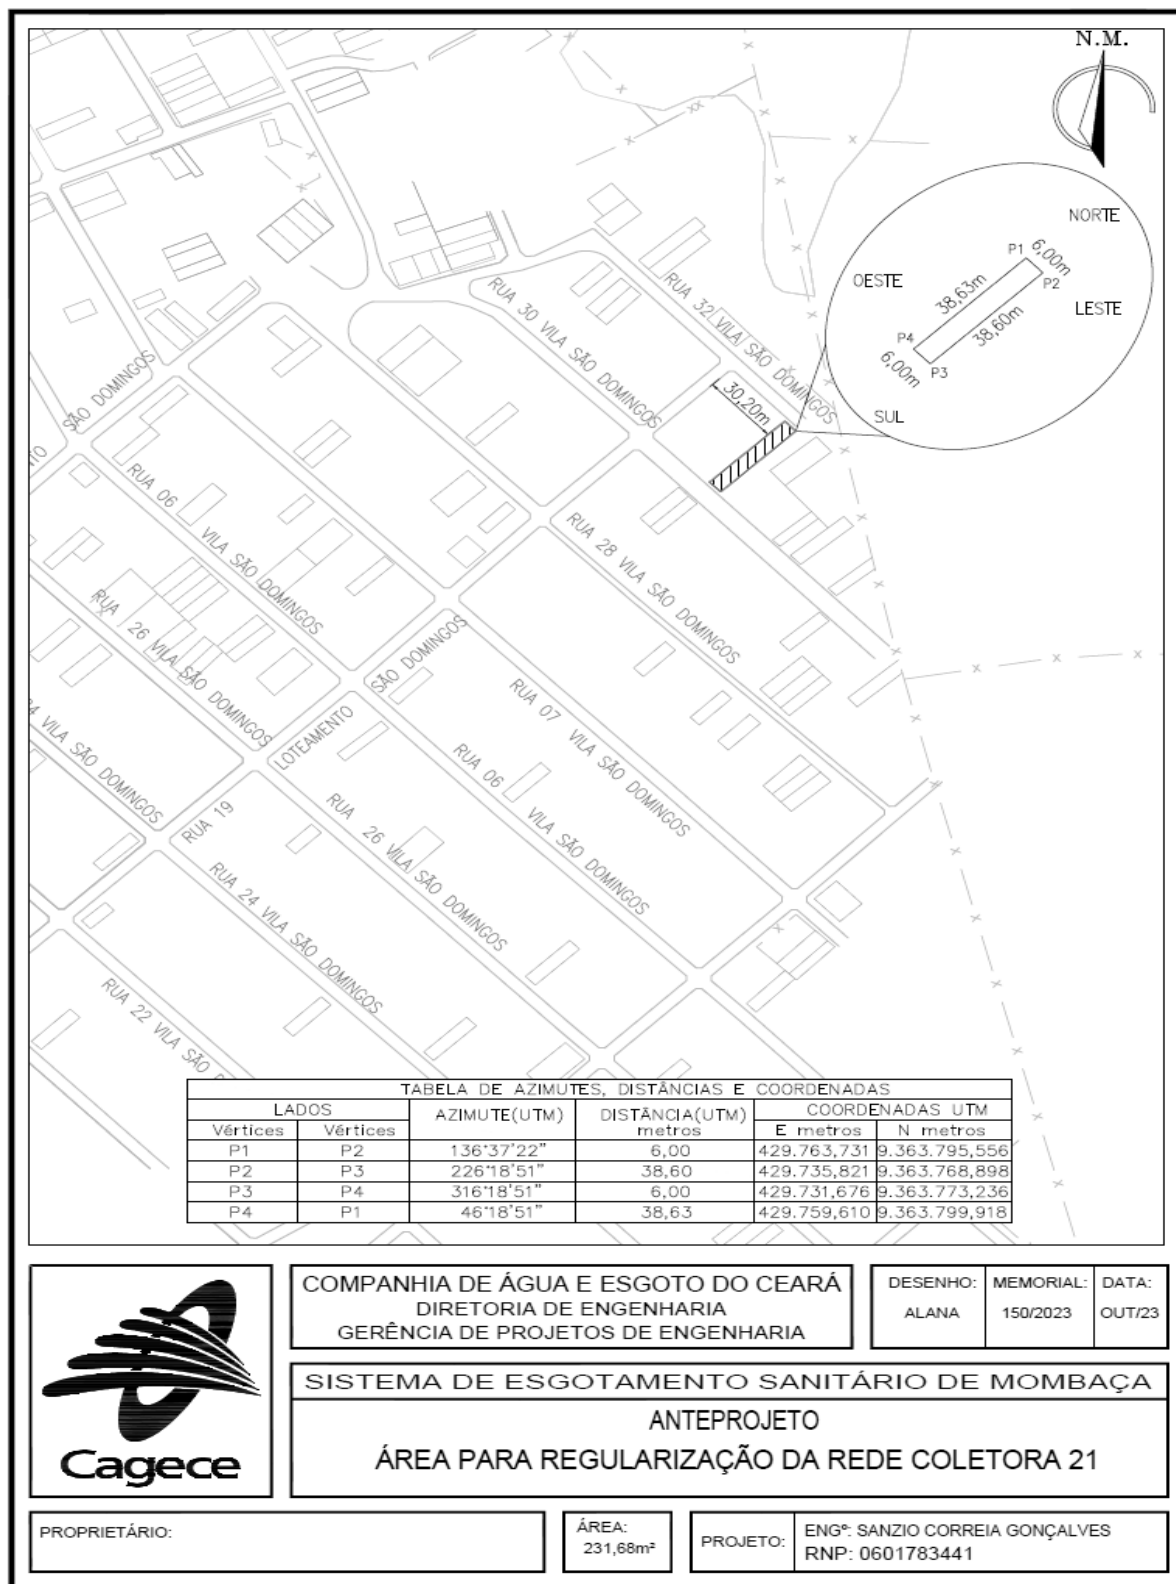 N.M.
NORTE
P1
6,00m
P2
OESTE
38,63m
LESTE
38,60m
P4
6,00m
P3
SUL
RUA 30 VILA SÃO DOMINGOS
RUA 32 VILA SÃO DOMINGOS
30,20m
SÃO DOMINGOS
RUA 06 VILA SÃO DOMINGOS
RUA 28 VILA SÃO DOMINGOS
RUA 26 VILA SÃO DOMINGOS
SÃO DOMINGOS
LOTEAMENTO
RUA 07 VILA SÃO DOMINGOS
RUA 06 VILA SÃO DOMINGOS
VILA SÃO DOMINGOS
RUA 19
RUA 26 VILA SÃO DOMINGOS
RUA 24 VILA SÃO DOMINGOS
RUA 22 VILA SÃO
TABELA DE AZIMUTES, DISTÂNCIAS E COORDENADAS
LADOS AZIMUTE(UTM) DISTÂNCIA(UTM) metros COORDENADAS UTM
Vértices Vértices E metros N metros
P1 P2 136°37'22" 6,00 429.763,731 9.363.795,556
P2 P3 226°18'51" 38,60 429.735,821 9.363.768,898
P3 P4 316°18'51" 6,00 429.731,676 9.363.773,236
P4 P1 46°18'51" 38,63 429.759,610 9.363.799,918
Cagece
COMPANHIA DE ÁGUA E ESGOTO DO CEARÁ
DIRETORIA DE ENGENHARIA
GERÊNCIA DE PROJETOS DE ENGENHARIA
DESENHO:
ALANA
MEMORIAL:
150/2023
DATA:
OUT/23
SISTEMA DE ESGOTAMENTO SANITÁRIO DE MOMBAÇA
ANTEPROJETO
ÁREA PARA REGULARIZAÇÃO DA REDE COLETORA 21
PROPRIETÁRIO:
ÁREA:
231,68m²
PROJETO:
ENGº: SANZIO CORREIA GONÇALVES
RNP: 0601783441